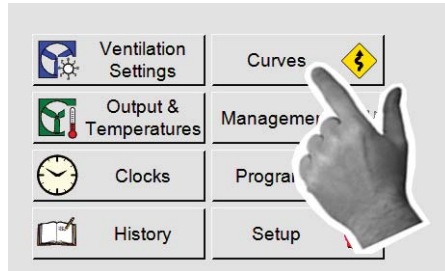 Ventilation
Settings
Curves
Output &
Temperatures
Clocks
History
Setup